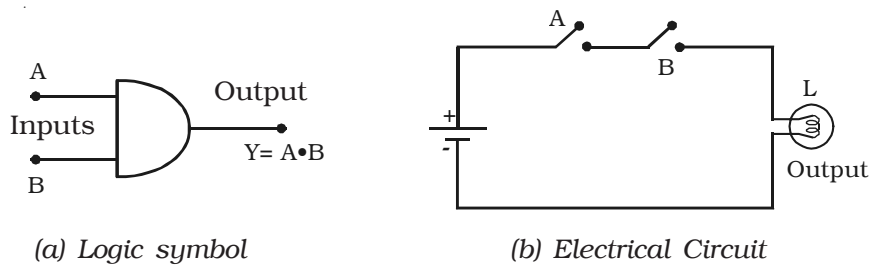 A
Inputs
B
Output
Y= A•B
(a) Logic symbol
A
B
+
-
L
Output
(b) Electrical Circuit